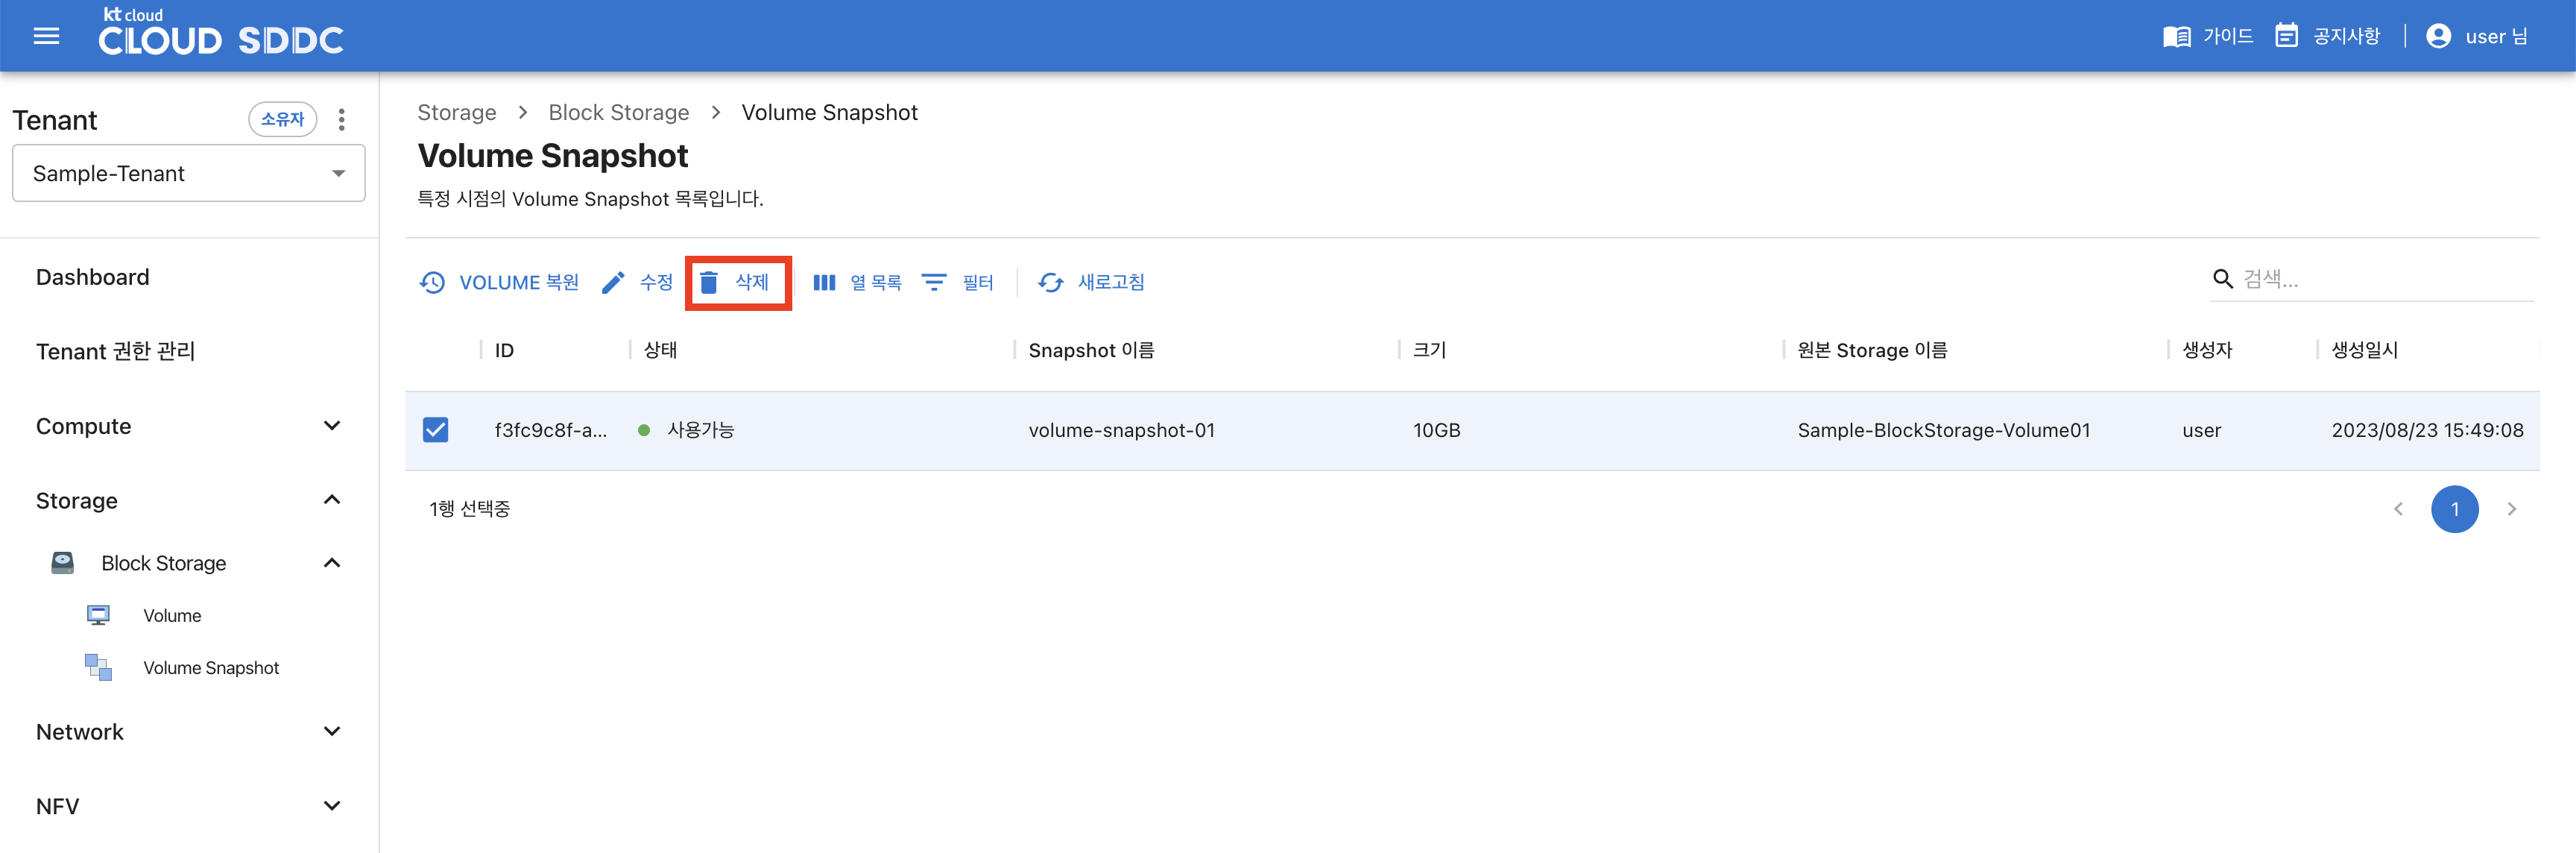 kt cloud
CLOUD SDDC
가이드
공지사항
user 님
Tenant
소유자
Sample-Tenant
Dashboard
Tenant 권한 관리
Compute
Storage
Block Storage
Volume
Volume Snapshot
Network
NFV
Storage > Block Storage > Volume Snapshot
Volume Snapshot
특정 시점의 Volume Snapshot 목록입니다.
VOLUME 복원 수정 삭제 열 목록 필터 새로고침
검색...
ID 상태 Snapshot 이름 크기 원본 Storage 이름 생성자 생성일시
f3fc9c8f-a... 사용가능 volume-snapshot-01 10GB Sample-BlockStorage-Volume01 user 2023/08/23 15:49:08
1행 선택중
1